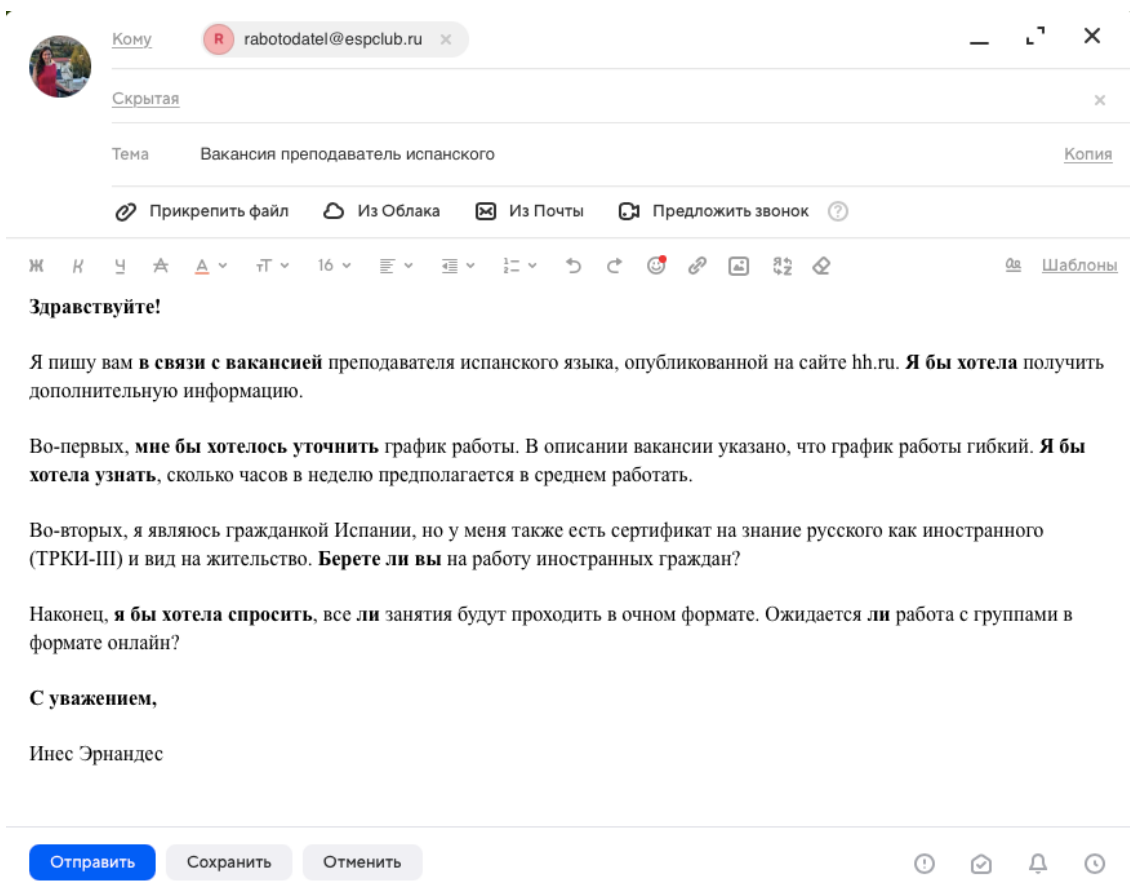 Кому R rabotodatel@espclub.ru
Скрытая
Тема Вакансия преподаватель испанского Копия
Прикрепить файл Из Облака Из Почты Предложить звонок ?
Ж К Ч А А тТ 16 Шаблоны
Здравствуйте!
Я пишу вам в связи с вакансией преподавателя испанского языка, опубликованной на сайте hh.ru. Я бы хотела получить
дополнительную информацию.
Во-первых, мне бы хотелось уточнить график работы. В описании вакансии указано, что график работы гибкий. Я бы
хотела узнать, сколько часов в неделю предполагается в среднем работать.
Во-вторых, я являюсь гражданкой Испании, но у меня также есть сертификат на знание русского как иностранного
(ТРКИ-III) и вид на жительство. Берете ли вы на работу иностранных граждан?
Наконец, я бы хотела спросить, все ли занятия будут проходить в очном формате. Ожидается ли работа с группами в
формате онлайн?
С уважением,
Инес Эрнандес
Отправить Сохранить Отменить